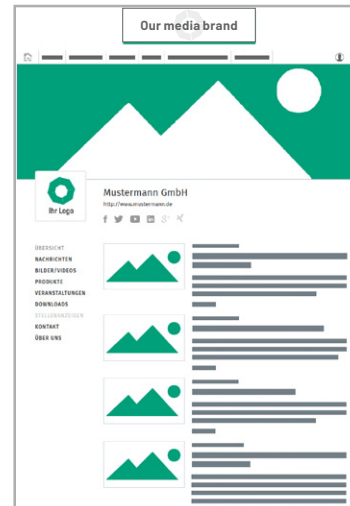 Our media brand
Ihr Logo
Mustermann GmbH
http://www.mustermann.de
ÜBERSICHT
NACHRICHTEN
BILDER/VIDEOS
PRODUKTE
VERANSTALTUNGEN
DOWNLOADS
STELLENANZEIGEN
KONTAKT
ÜBER UNS